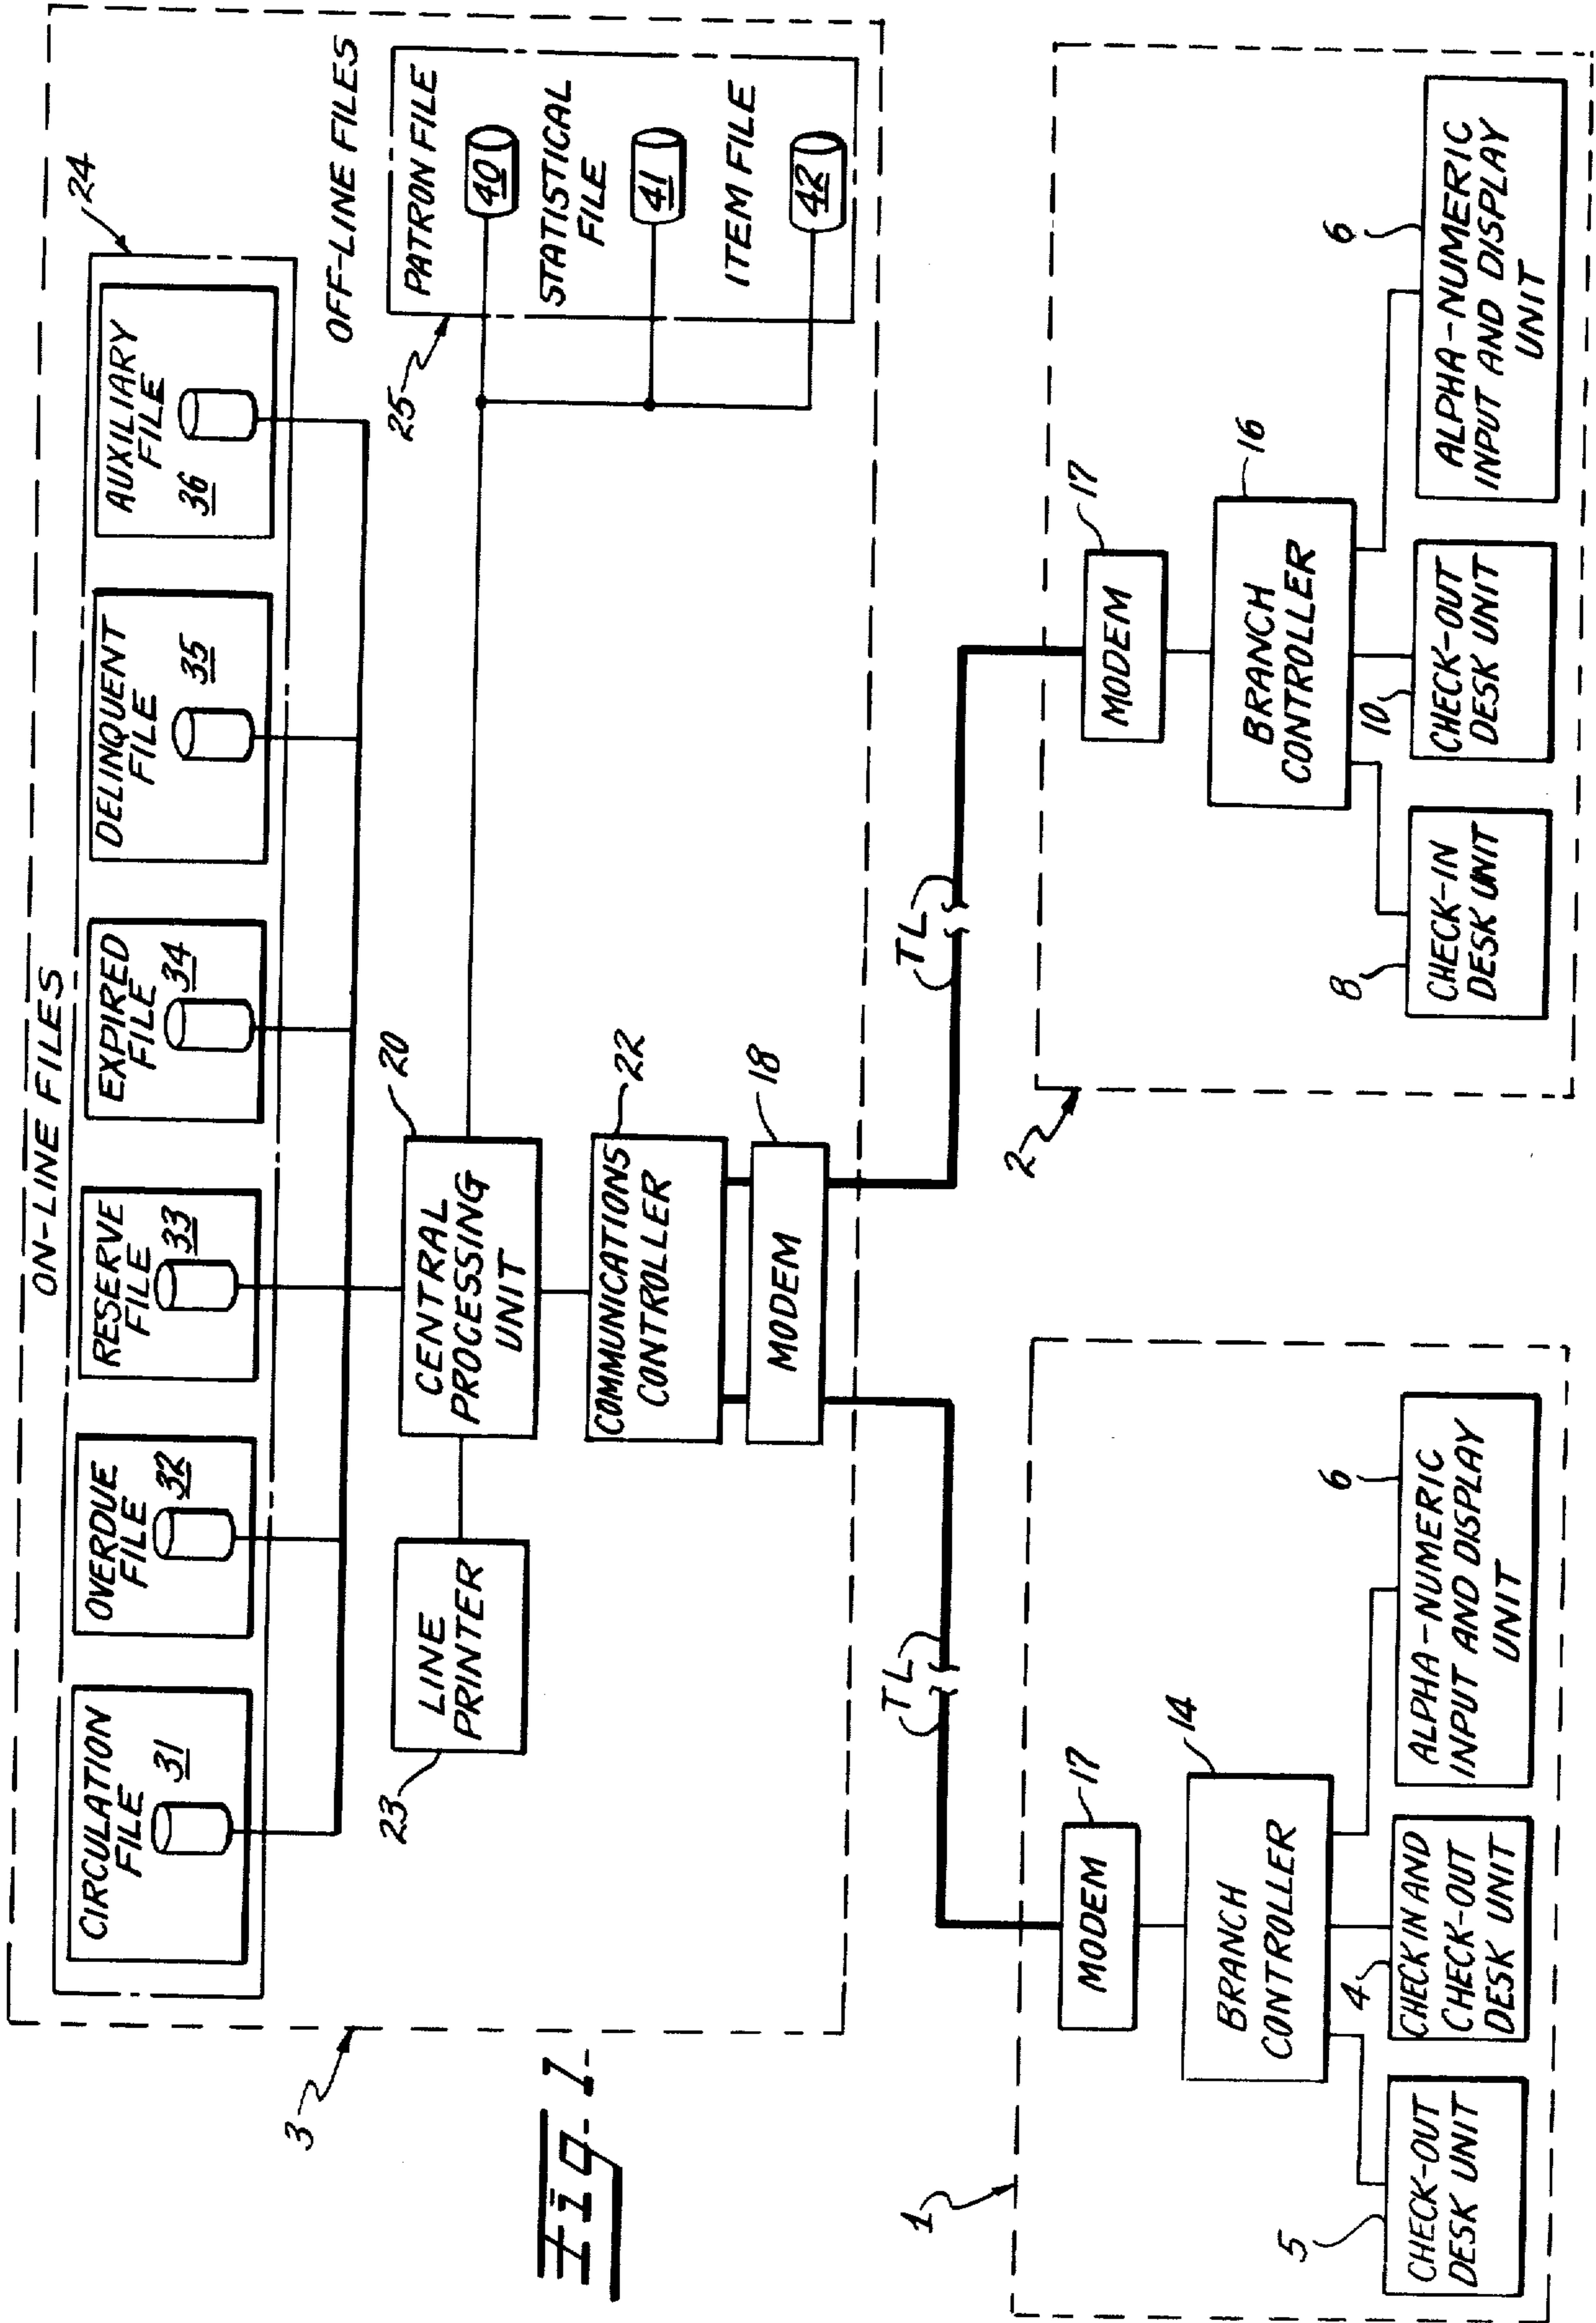 ON-LINE FILES
24
CIRCULATION
FILE
31
OVERDUE
FILE
32
RESERVE
FILE
33
EXPIRED
FILE
34
DELINQUENT
FILE
35
AUXILIARY
FILE
36
OFF-LINE FILES
25
PATRON FILE
40
STATISTICAL
FILE
41
ITEM FILE
42
3
LINE
PRINTER
23
CENTRAL
PROCESSING
UNIT
20
COMMUNICATIONS
CONTROLLER
22
MODEM
18
Fig-1-
TL
TL
1
MODEM
17
BRANCH
CONTROLLER
14
5
CHECK-OUT
DESK UNIT
4
CHECK IN AND
CHECK-OUT
DESK UNIT
6
ALPHA-NUMERIC
INPUT AND DISPLAY
UNIT
2
MODEM
17
BRANCH
CONTROLLER
16
8
CHECK-IN
DESK UNIT
10
CHECK-OUT
DESK UNIT
6
ALPHA-NUMERIC
INPUT AND DISPLAY
UNIT